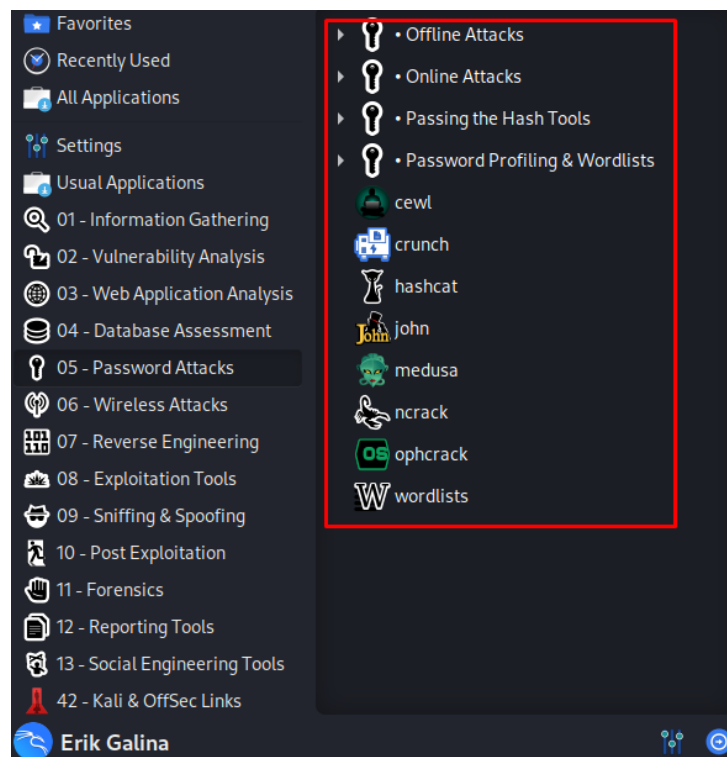 Favorites
Recently Used
All Applications
Settings
Usual Applications
01 - Information Gathering
02 - Vulnerability Analysis
03 - Web Application Analysis
04 - Database Assessment
05 - Password Attacks
06 - Wireless Attacks
07 - Reverse Engineering
08 - Exploitation Tools
09 - Sniffing & Spoofing
10 - Post Exploitation
11 - Forensics
12 - Reporting Tools
13 - Social Engineering Tools
42 - Kali & OffSec Links
Erik Galina
• Offline Attacks
• Online Attacks
• Passing the Hash Tools
• Password Profiling & Wordlists
cewl
crunch
hashcat
John
john
medusa
ncrack
OS
ophcrack
W
wordlists